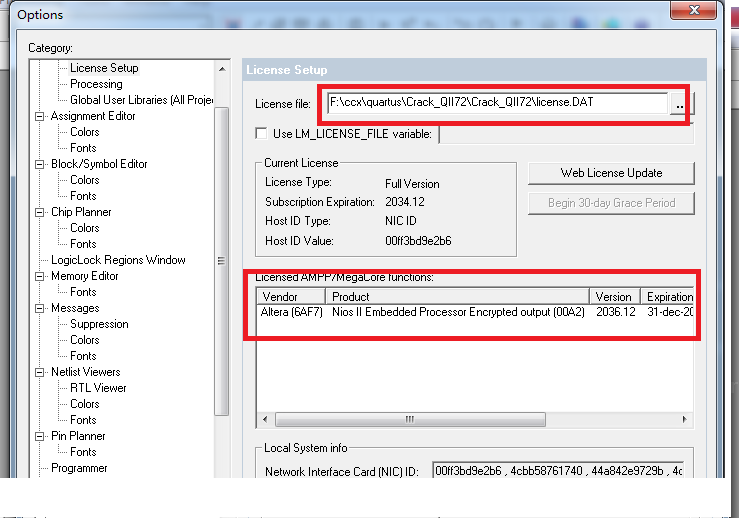 Options
Category:
License Setup
Processing
Global User Libraries (All Proje
Assignment Editor
Colors
Fonts
Block/Symbol Editor
Colors
Fonts
Chip Planner
Colors
Fonts
LogicLock Regions Window
Memory Editor
Fonts
Messages
Suppression
Colors
Fonts
Netlist Viewers
RTL Viewer
Colors
Fonts
Pin Planner
Fonts
Programmer
License Setup
License file: F:\ccx\quartus\Crack_QII72\Crack_QII72\license.DAT ..
Use LM_LICENSE_FILE variable:
Current License
License Type: Full Version
Subscription Expiration: 2034.12
Host ID Type: NIC ID
Host ID Value: 00ff3bd9e2b6
Web License Update
Begin 30-day Grace Period
Licensed AMPP/MegaCore functions:
Vendor Product Version Expiration
Altera (6AF7) Nios II Embedded Processor Encrypted output (00A2) 2036.12 31-dec-20
Local System info
Network Interface Card (NIC) ID: 00ff3bd9e2b6 , 4cbb58761740 , 44a842e9729b , 4c